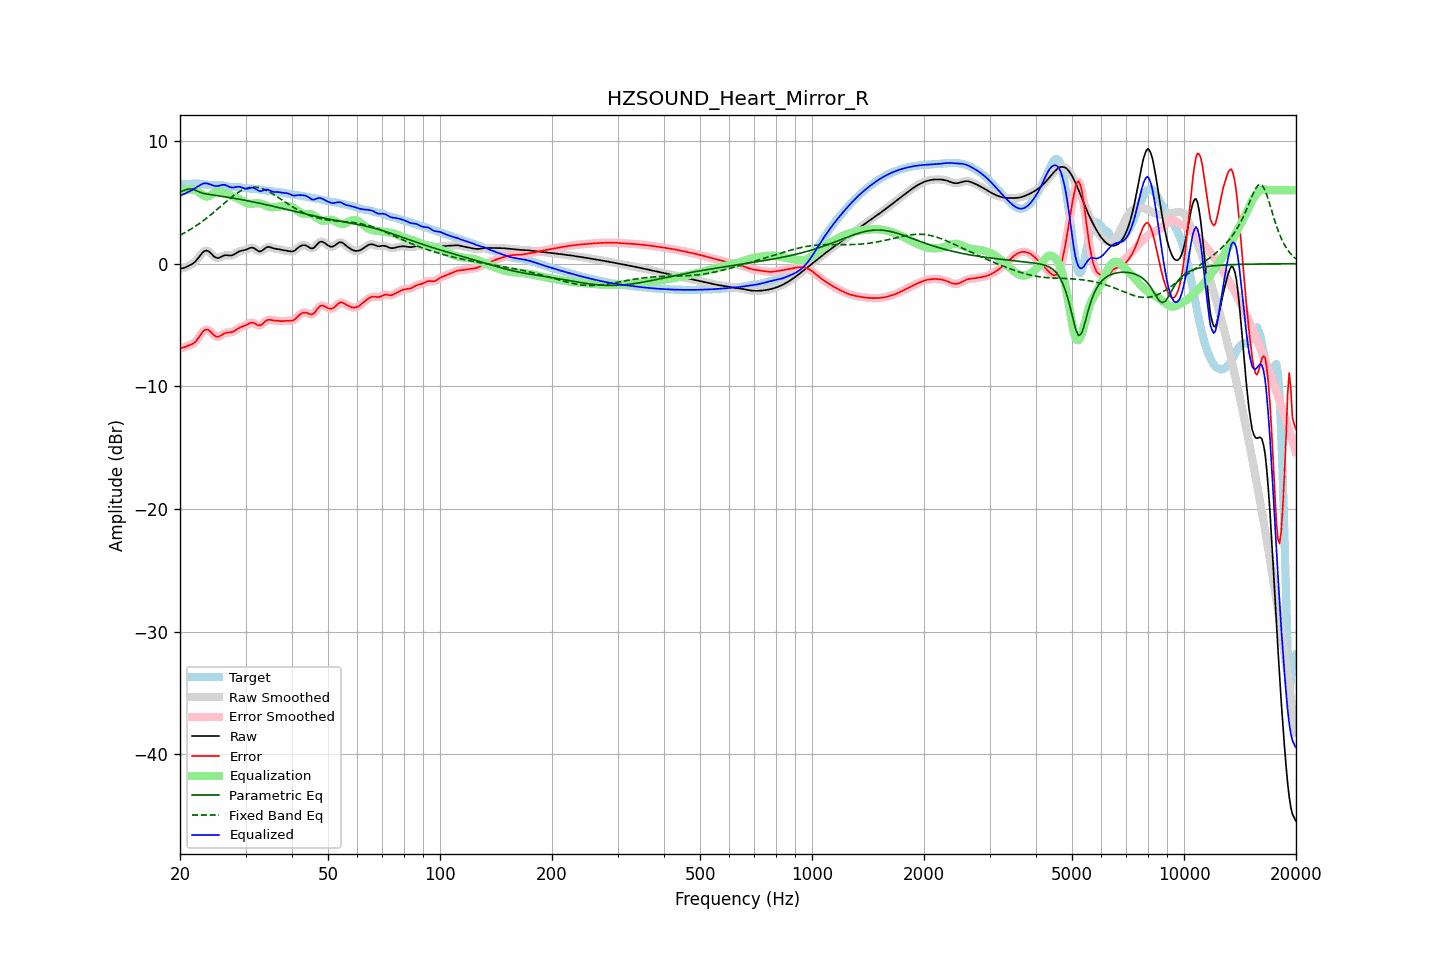 HZSOUND_Heart_Mirror_R
10
0
−10
−20
−30
−40
Amplitude (dBr)
Target
Raw Smoothed
Error Smoothed
Raw
Error
Equalization
Parametric Eq
Fixed Band Eq
Equalized
20 50 100 200 500 1000 2000 5000 10000 20000
Frequency (Hz)